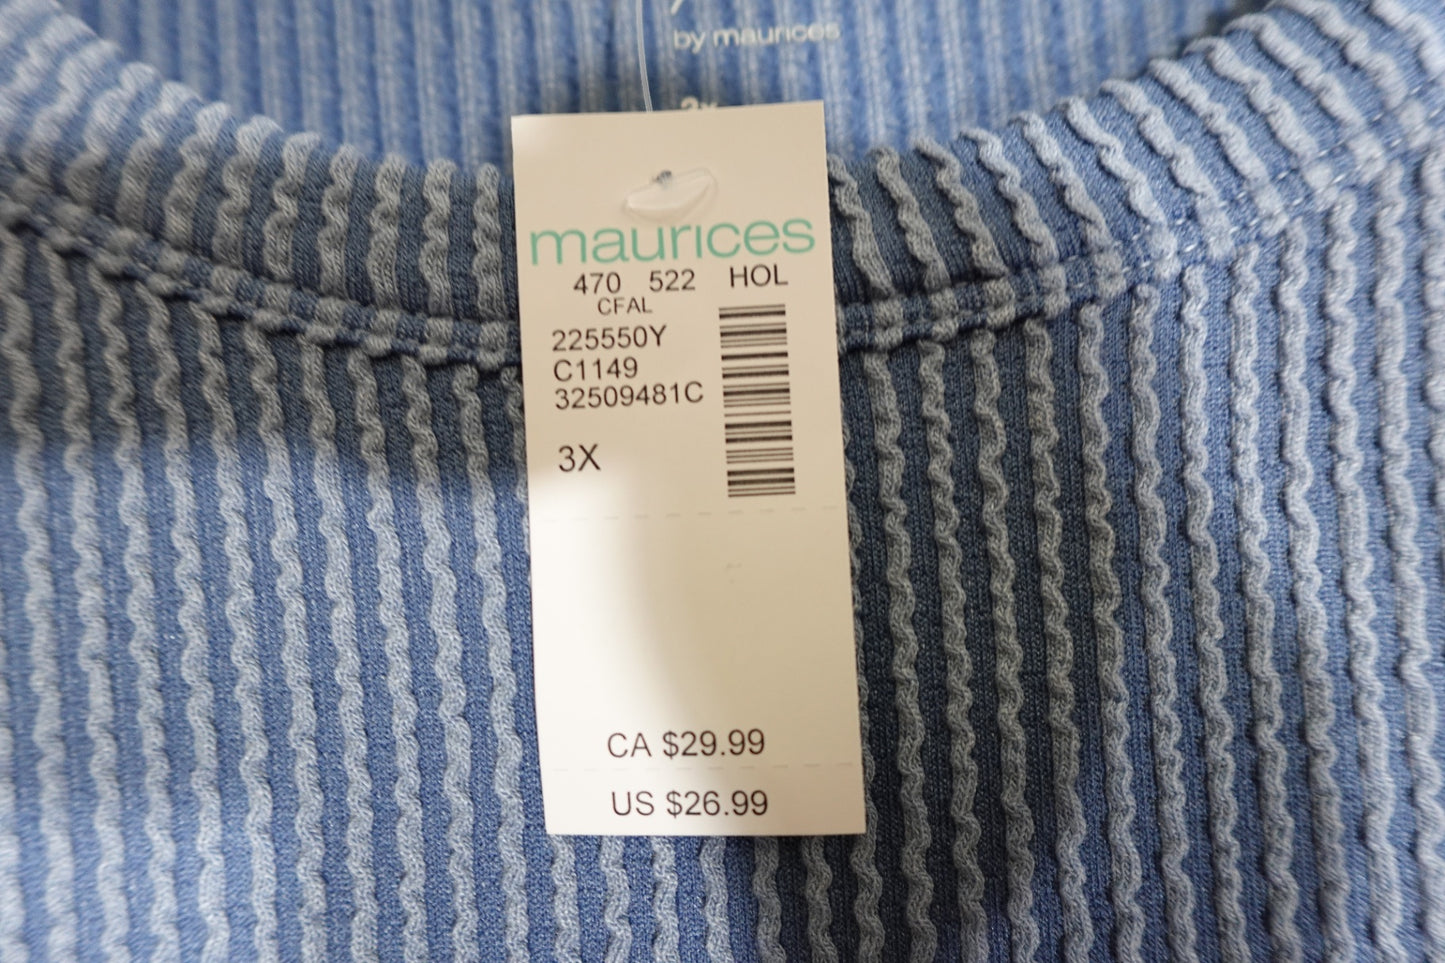 by maurices
maurices
470 522 HOL
CFAL
225550Y
C1149
32509481C
3X
CA $29.99
US $26.99